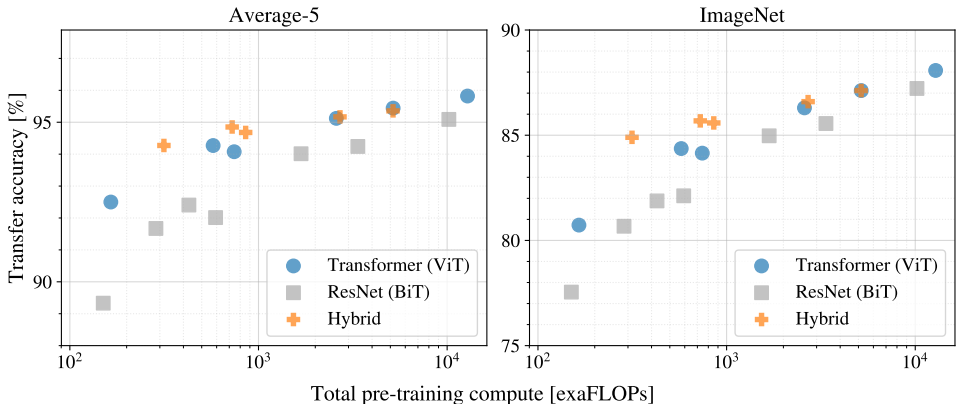 Average-5
ImageNet
Transfer accuracy [%]
95
90
10^2
10^3
10^4
Transformer (ViT)
ResNet (BiT)
Hybrid
90
85
80
75
10^2
10^3
10^4
Transformer (ViT)
ResNet (BiT)
Hybrid
Total pre-training compute [exaFLOPs]